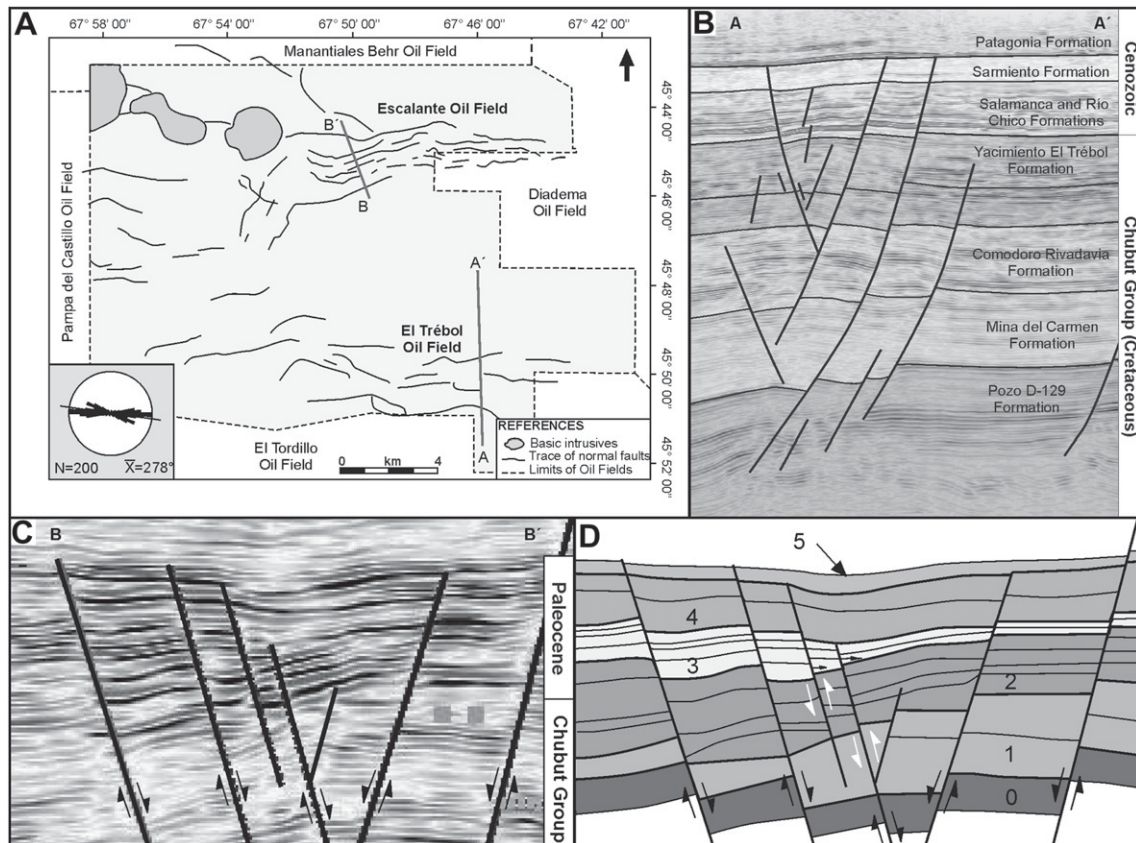 A
67° 58' 00" 67° 54' 00" 67° 50' 00" 67° 46' 00" 67° 42' 00"
Manantiales Behr Oil Field
Escalante Oil Field
B´
B
Diadema
Oil Field
Pampa del Castillo Oil Field
A´
El Trébol
Oil Field
A
El Tordillo
Oil Field
45° 44' 00''
45° 46' 00''
45° 48' 00''
45° 50' 00''
45° 52' 00''
N=200 X̅=278°
0 km 4
REFERENCES
Basic intrusives
Trace of normal faults
Limits of Oil Fields
B
A A´
Patagonia Formation
Sarmiento Formation
Salamanca and Rio
Chico Formations
Yacimiento El Trébol
Formation
Comodoro Rivadavia
Formation
Mina del Carmen
Formation
Pozo D-129
Formation
Cenozoic
Chubut Group (Cretaceous)
C
B B´
Paleocene
Chubut Group
D
5
4
3
2
1
0